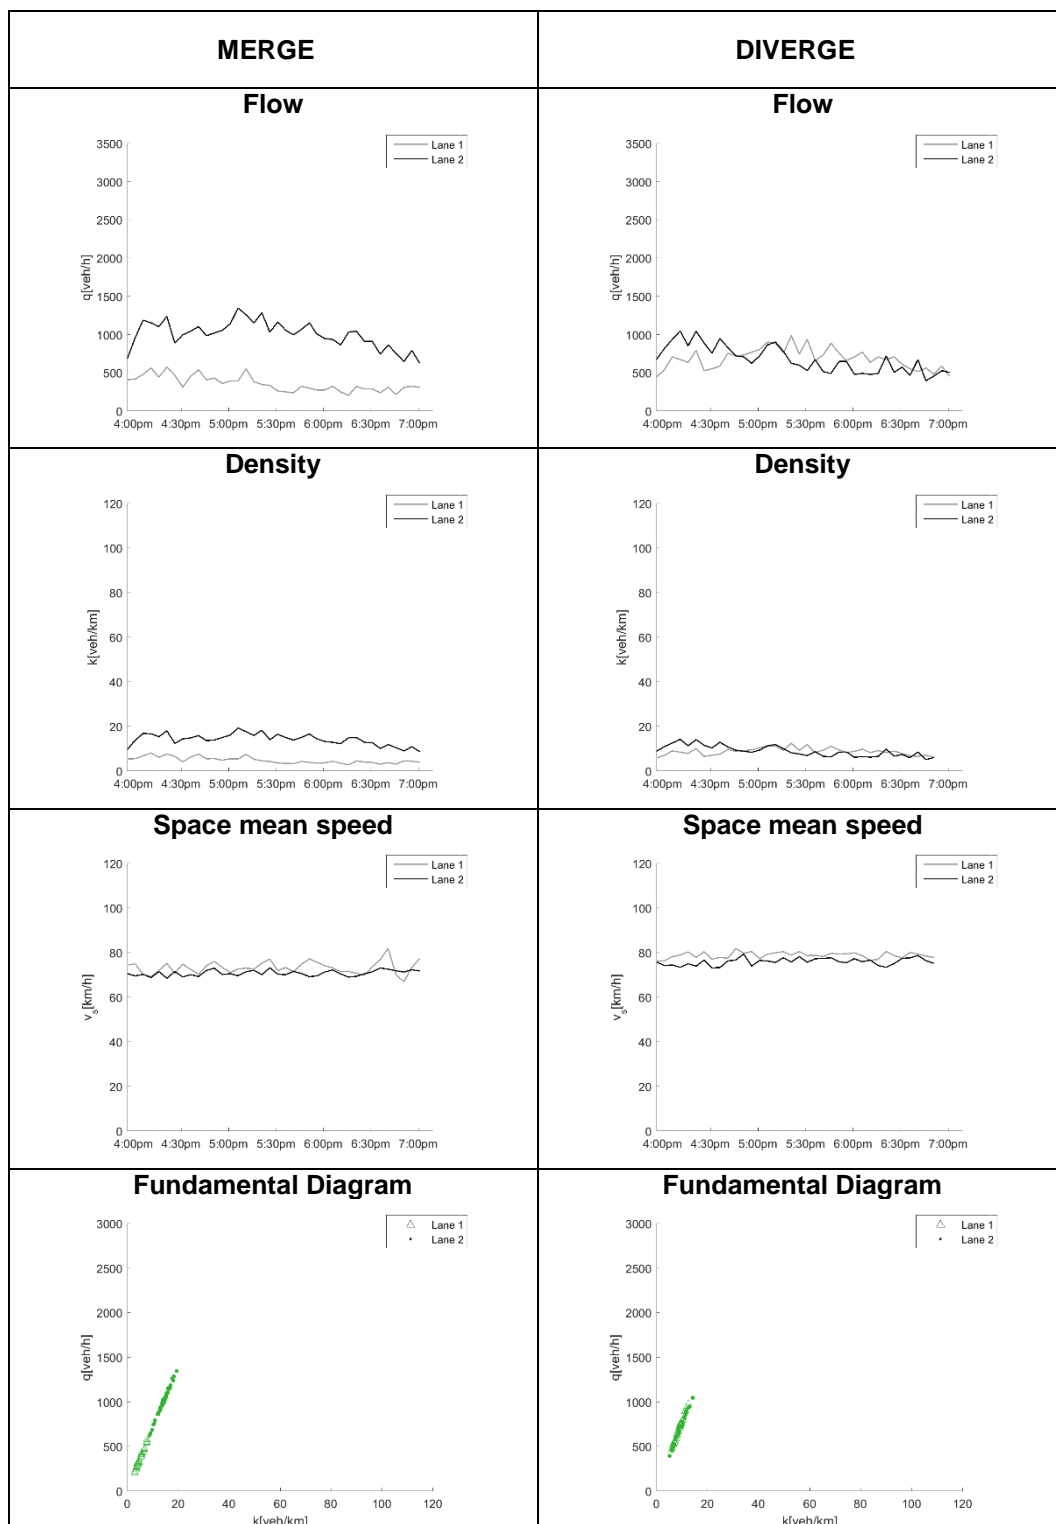 MERGE
DIVERGE
Flow
Lane 1
Lane 2
3500
3000
2500
2000
1500
1000
500
0
q[veh/h]
4:00pm 4:30pm 5:00pm 5:30pm 6:00pm 6:30pm 7:00pm
Flow
Lane 1
Lane 2
3500
3000
2500
2000
1500
1000
500
0
q[veh/h]
4:00pm 4:30pm 5:00pm 5:30pm 6:00pm 6:30pm 7:00pm
Density
Lane 1
Lane 2
120
100
80
60
40
20
0
k[veh/km]
4:00pm 4:30pm 5:00pm 5:30pm 6:00pm 6:30pm 7:00pm
Density
Lane 1
Lane 2
120
100
80
60
40
20
0
k[veh/km]
4:00pm 4:30pm 5:00pm 5:30pm 6:00pm 6:30pm 7:00pm
Space mean speed
Lane 1
Lane 2
120
100
80
60
40
20
0
vs[km/h]
4:00pm 4:30pm 5:00pm 5:30pm 6:00pm 6:30pm 7:00pm
Space mean speed
Lane 1
Lane 2
120
100
80
60
40
20
0
vs[km/h]
4:00pm 4:30pm 5:00pm 5:30pm 6:00pm 6:30pm 7:00pm
Fundamental Diagram
Lane 1
Lane 2
3000
2500
2000
1500
1000
500
0
q[veh/h]
0 20 40 60 80 100 120
k[veh/km]
Fundamental Diagram
Lane 1
Lane 2
3000
2500
2000
1500
1000
500
0
q[veh/h]
0 20 40 60 80 100 120
k[veh/km]